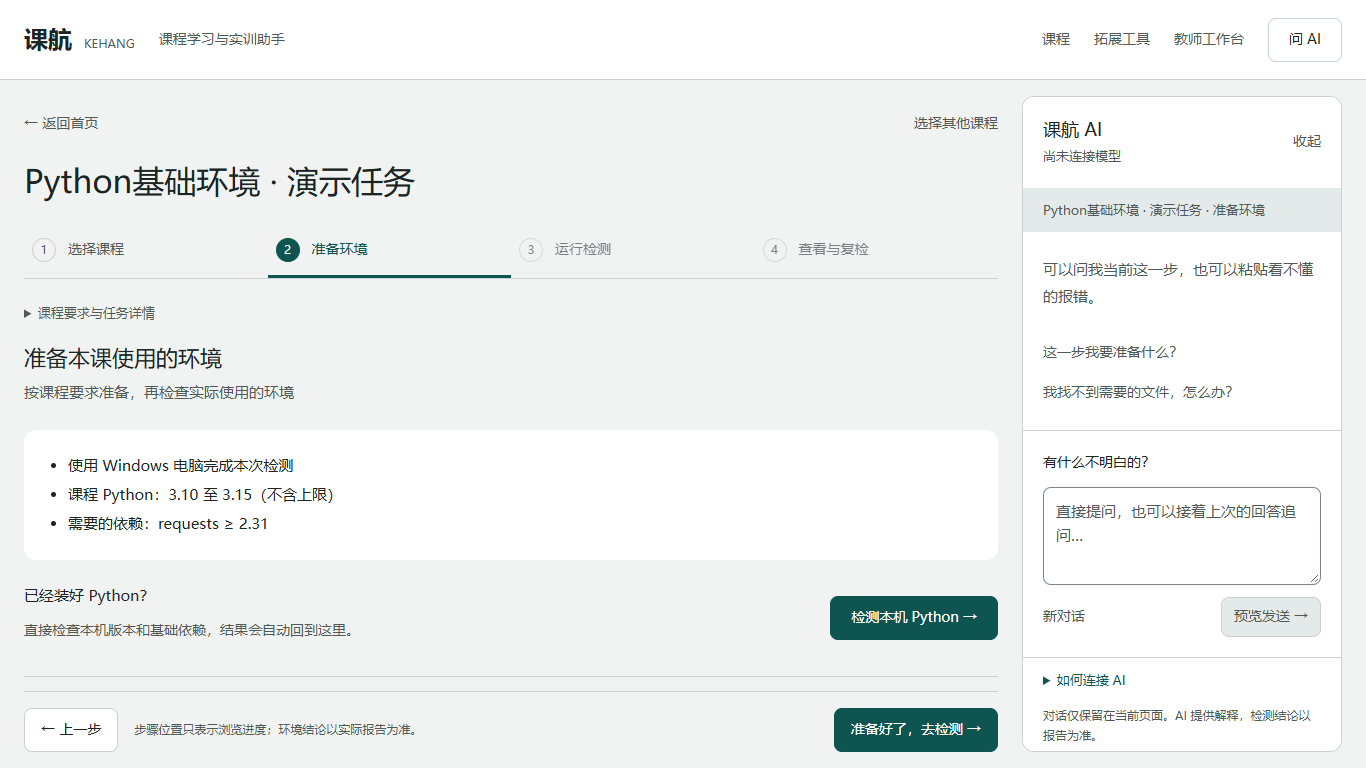 课航 KEHANG 课程学习与实训助手
课程 拓展工具 教师工作台 问 AI
← 返回首页
选择其他课程
Python基础环境 · 演示任务
1 选择课程
2 准备环境
3 运行检测
4 查看与复检
▶ 课程要求与任务详情
准备本课使用的环境
按课程要求准备，再检查实际使用的环境
• 使用 Windows 电脑完成本次检测
• 课程 Python：3.10 至 3.15（不含上限）
• 需要的依赖：requests ≥ 2.31
已经装好 Python？
直接检查本机版本和基础依赖，结果会自动回到这里。
检测本机 Python →
← 上一步
步骤位置只表示浏览进度；环境结论以实际报告为准。
准备好了，去检测 →
课航 AI
尚未连接模型
收起
Python基础环境 · 演示任务 · 准备环境
可以问我当前这一步，也可以粘贴看不懂
的报错。
这一步我要准备什么？
我找不到需要的文件，怎么办？
有什么不明白的？
直接提问，也可以接着上次的回答追
问…
新对话
预览发送 →
▶ 如何连接 AI
对话仅保留在当前页面。AI 提供解释，检测结论以
报告为准。